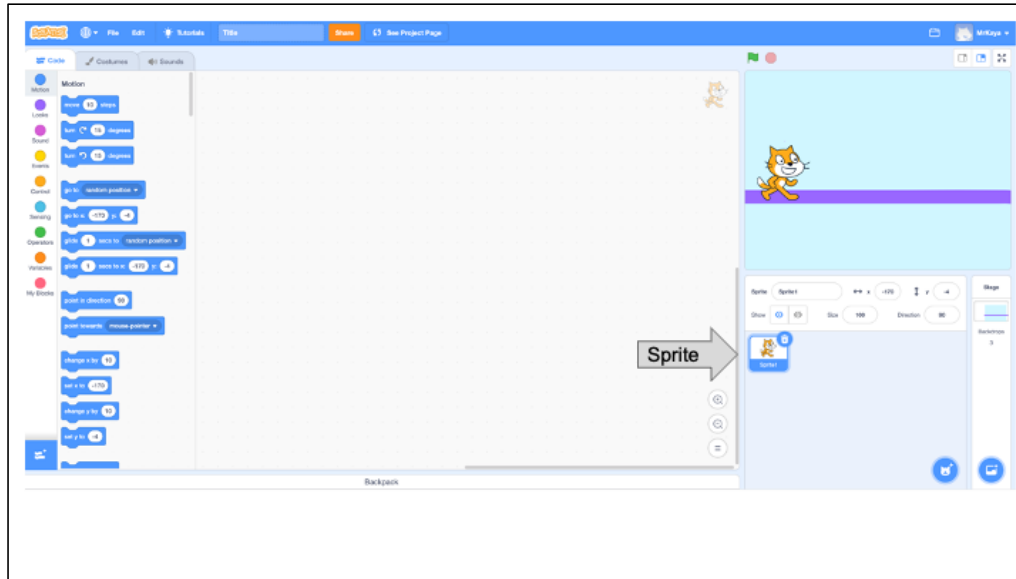 SCRATCH File Edit Tutorials Title Share See Project Page MrKaye
Code Costumes Sounds
Motion
Looks
Sound
Events
Control
Sensing
Operators
Variables
My Blocks
Motion
move 10 steps
turn 15 degrees
turn 15 degrees
go to random position
go to x: -173 y: -4
glide 1 secs to random position
glide 1 secs to x: -173 y: -4
point in direction 90
point towards mouse-pointer
change x by 10
set x to
change y by 10
set y to -4
Backpack
Sprite
Sprite Sprite1 x y -4
Show Size 100 Direction 90
Sprite1
Stage
Backdrops